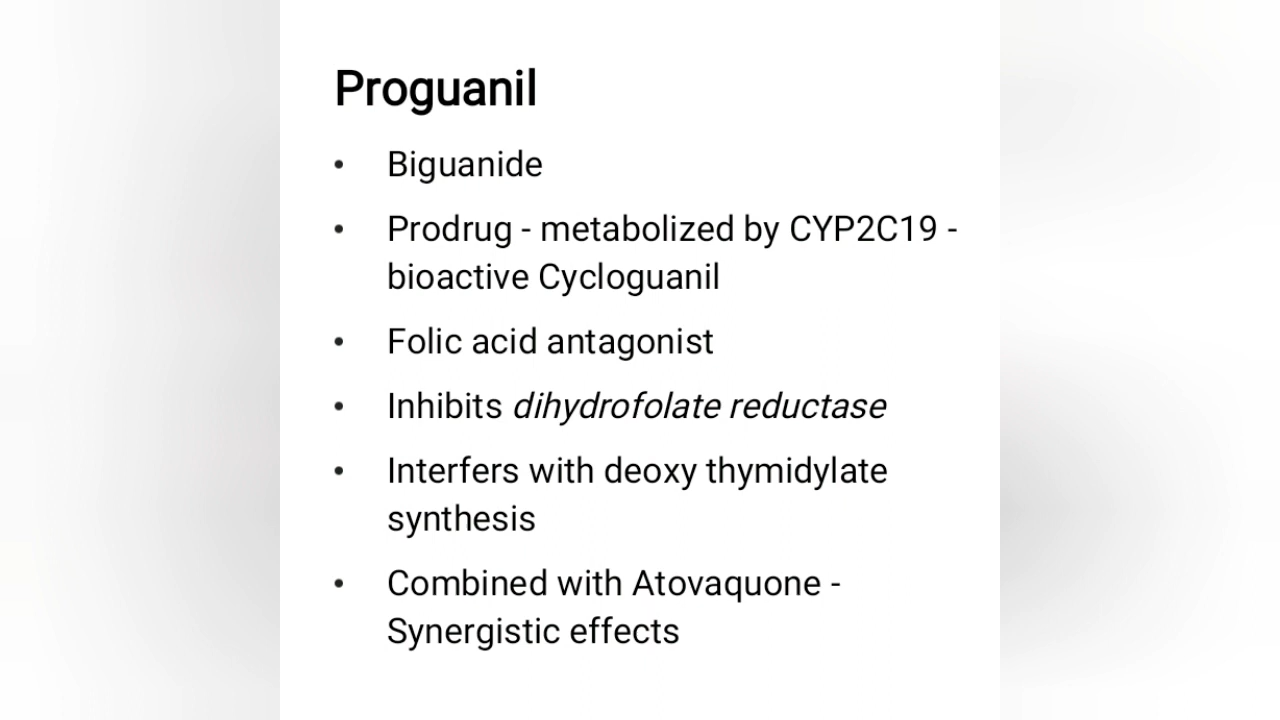 Proguanil
• Biguanide
• Prodrug - metabolized by CYP2C19 -
bioactive Cycloguanil
• Folic acid antagonist
• Inhibits dihydrofolate reductase
• Interfers with deoxy thymidylate
synthesis
• Combined with Atovaquone -
Synergistic effects